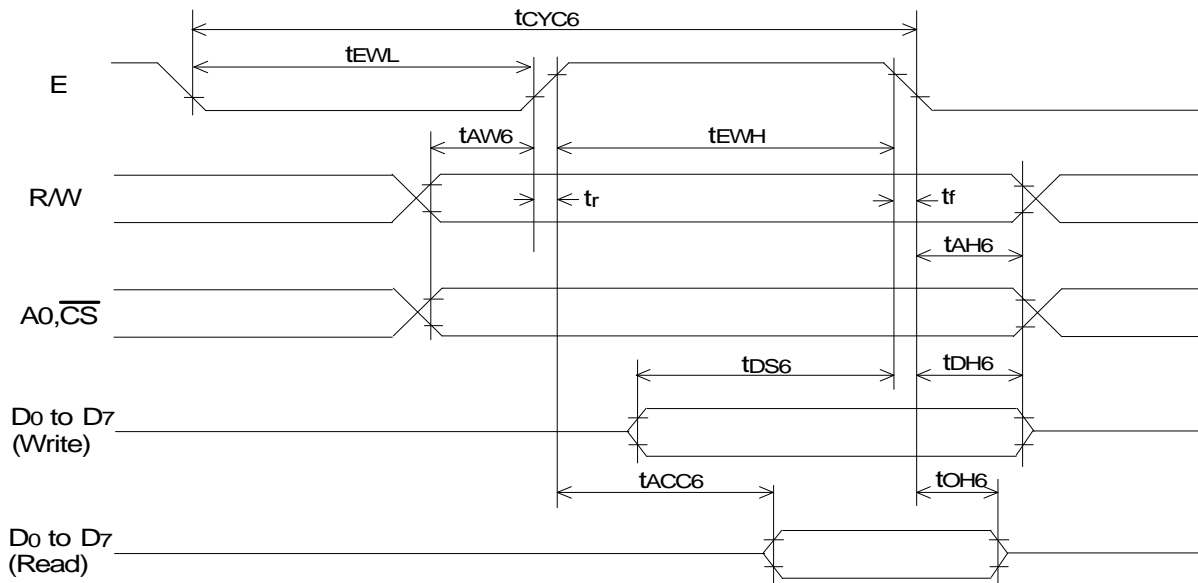 tCYC6
tEWL
E
tAW6
tEWH
R/W
tr
tf
tAH6
A0,CS
tDS6
tDH6
D0 to D7
(Write)
tACC6
tOH6
D0 to D7
(Read)